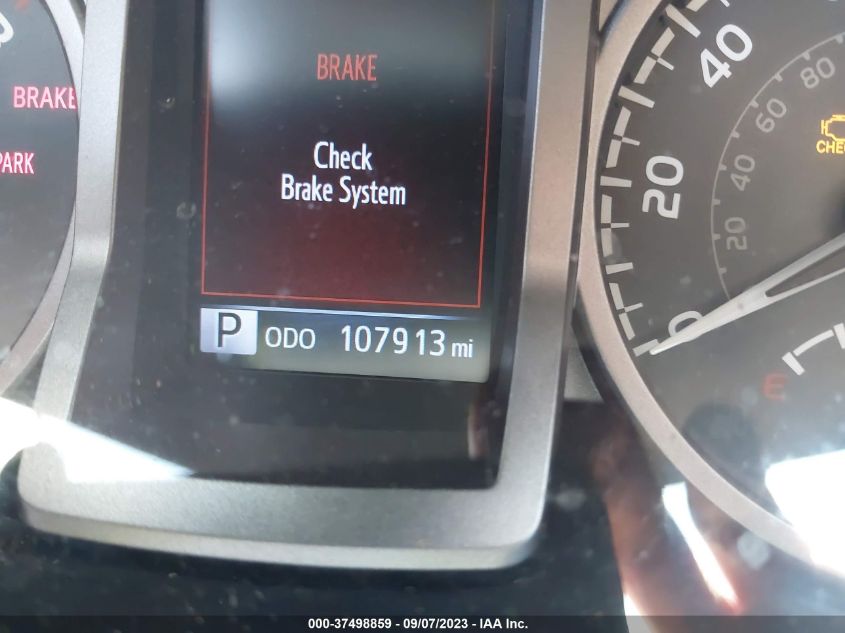 BRAKE
PARK
BRAKE
Check
Brake System
P ODO 107913 mi
0
20
40
20
40
60
80
CHEC
E
000-37498859 - 09/07/2023 - IAA Inc.